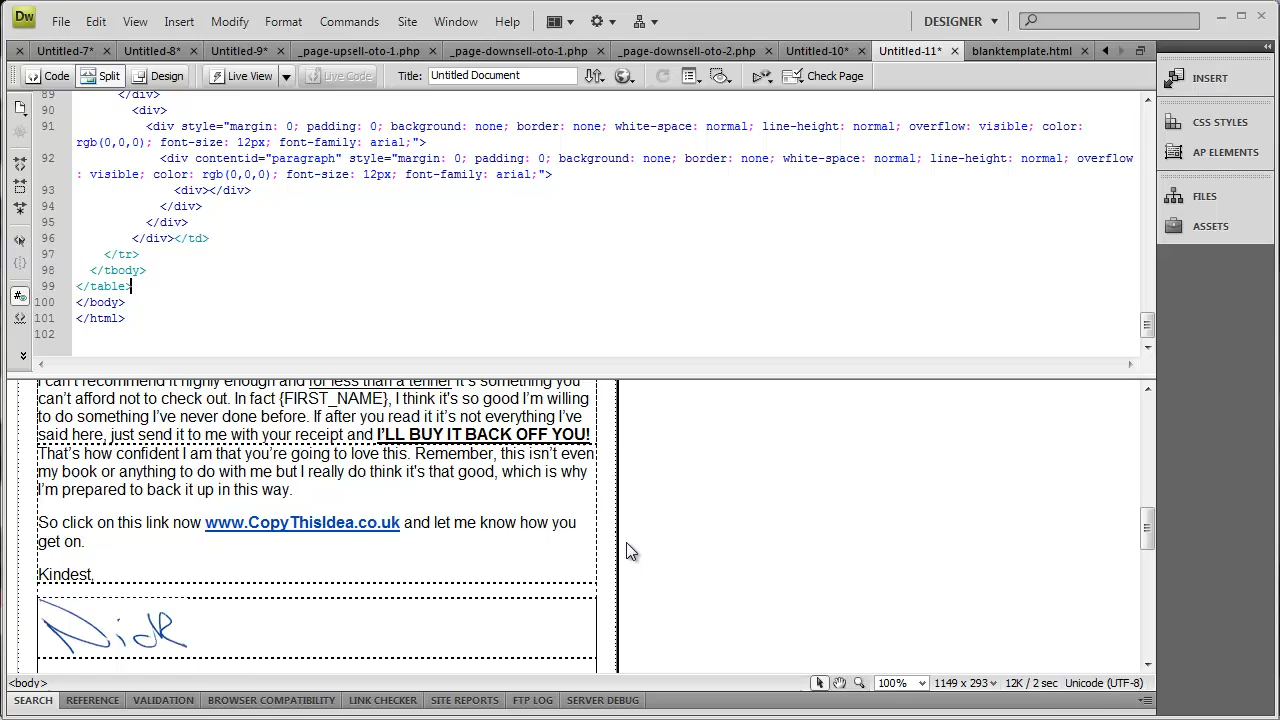 Dw File Edit View Insert Modify Format Commands Site Window Help DESIGNER
Untitled-7* Untitled-8* Untitled-9* _page-upsell-oto-1.php _page-downsell-oto-1.php _page-downsell-oto-2.php Untitled-10* Untitled-11* blanktemplate.html
Code Split Design Live View Live Code Title: Untitled Document Check Page
INSERT
CSS STYLES
AP ELEMENTS
FILES
ASSETS
89 </div>
90 <div>
91 <div style="margin: 0; padding: 0; background: none; border: none; white-space: normal; line-height: normal; overflow: visible; color:
rgb(0,0,0); font-size: 12px; font-family: arial;">
92 <div contentid="paragraph" style="margin: 0; padding: 0; background: none; border: none; white-space: normal; line-height: normal; overflow
: visible; color: rgb(0,0,0); font-size: 12px; font-family: arial;">
93 <div></div>
94 </div>
95 </div>
96 </div></td>
97 </tr>
98 </tbody>
99 </table>
100 </body>
101 </html>
102
I can't recommend it highly enough and for less than a tenner it's something you
can't afford not to check out. In fact {FIRST_NAME}, I think it's so good I'm willing
to do something I've never done before. If after you read it it's not everything I've
said here, just send it to me with your receipt and I'LL BUY IT BACK OFF YOU!
That's how confident I am that you're going to love this. Remember, this isn't even
my book or anything to do with me but I really do think it's that good, which is why
I'm prepared to back it up in this way.
So click on this link now www.CopyThisIdea.co.uk and let me know how you
get on.
Kindest,
Nick
<body> 100% 1149 x 293 12K / 2 sec Unicode (UTF-8)
SEARCH REFERENCE VALIDATION BROWSER COMPATIBILITY LINK CHECKER SITE REPORTS FTP LOG SERVER DEBUG